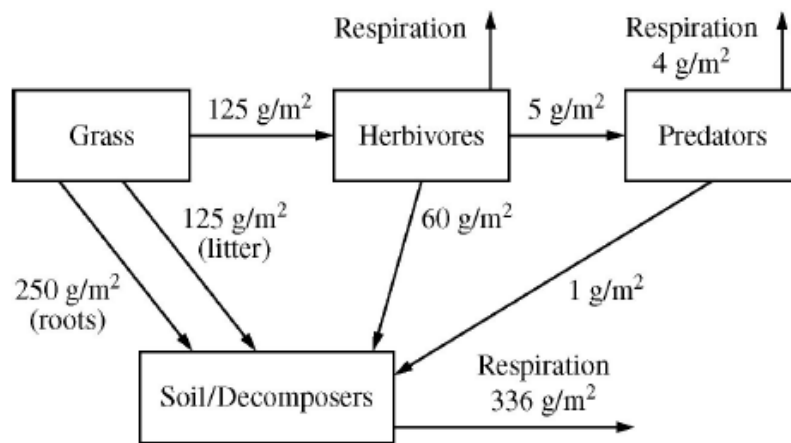 Respiration
Respiration
4 g/m²
125 g/m²
5 g/m²
Grass
Herbivores
Predators
125 g/m²
(litter)
60 g/m²
250 g/m²
(roots)
1 g/m²
Soil/Decomposers
Respiration
336 g/m²